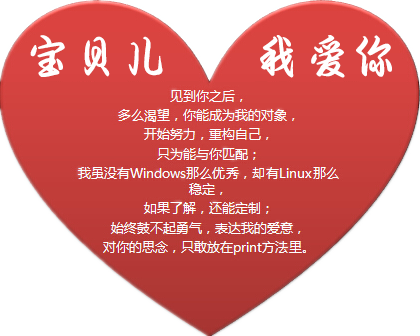 宝贝儿 我爱你
见到你之后，
多么渴望，你能成为我的对象，
开始努力，重构自己，
只为能与你匹配；
我虽没有Windows那么优秀，却有Linux那么
稳定，
如果了解，还能定制；
始终鼓不起勇气，表达我的爱意，
对你的思念，只敢放在print方法里。